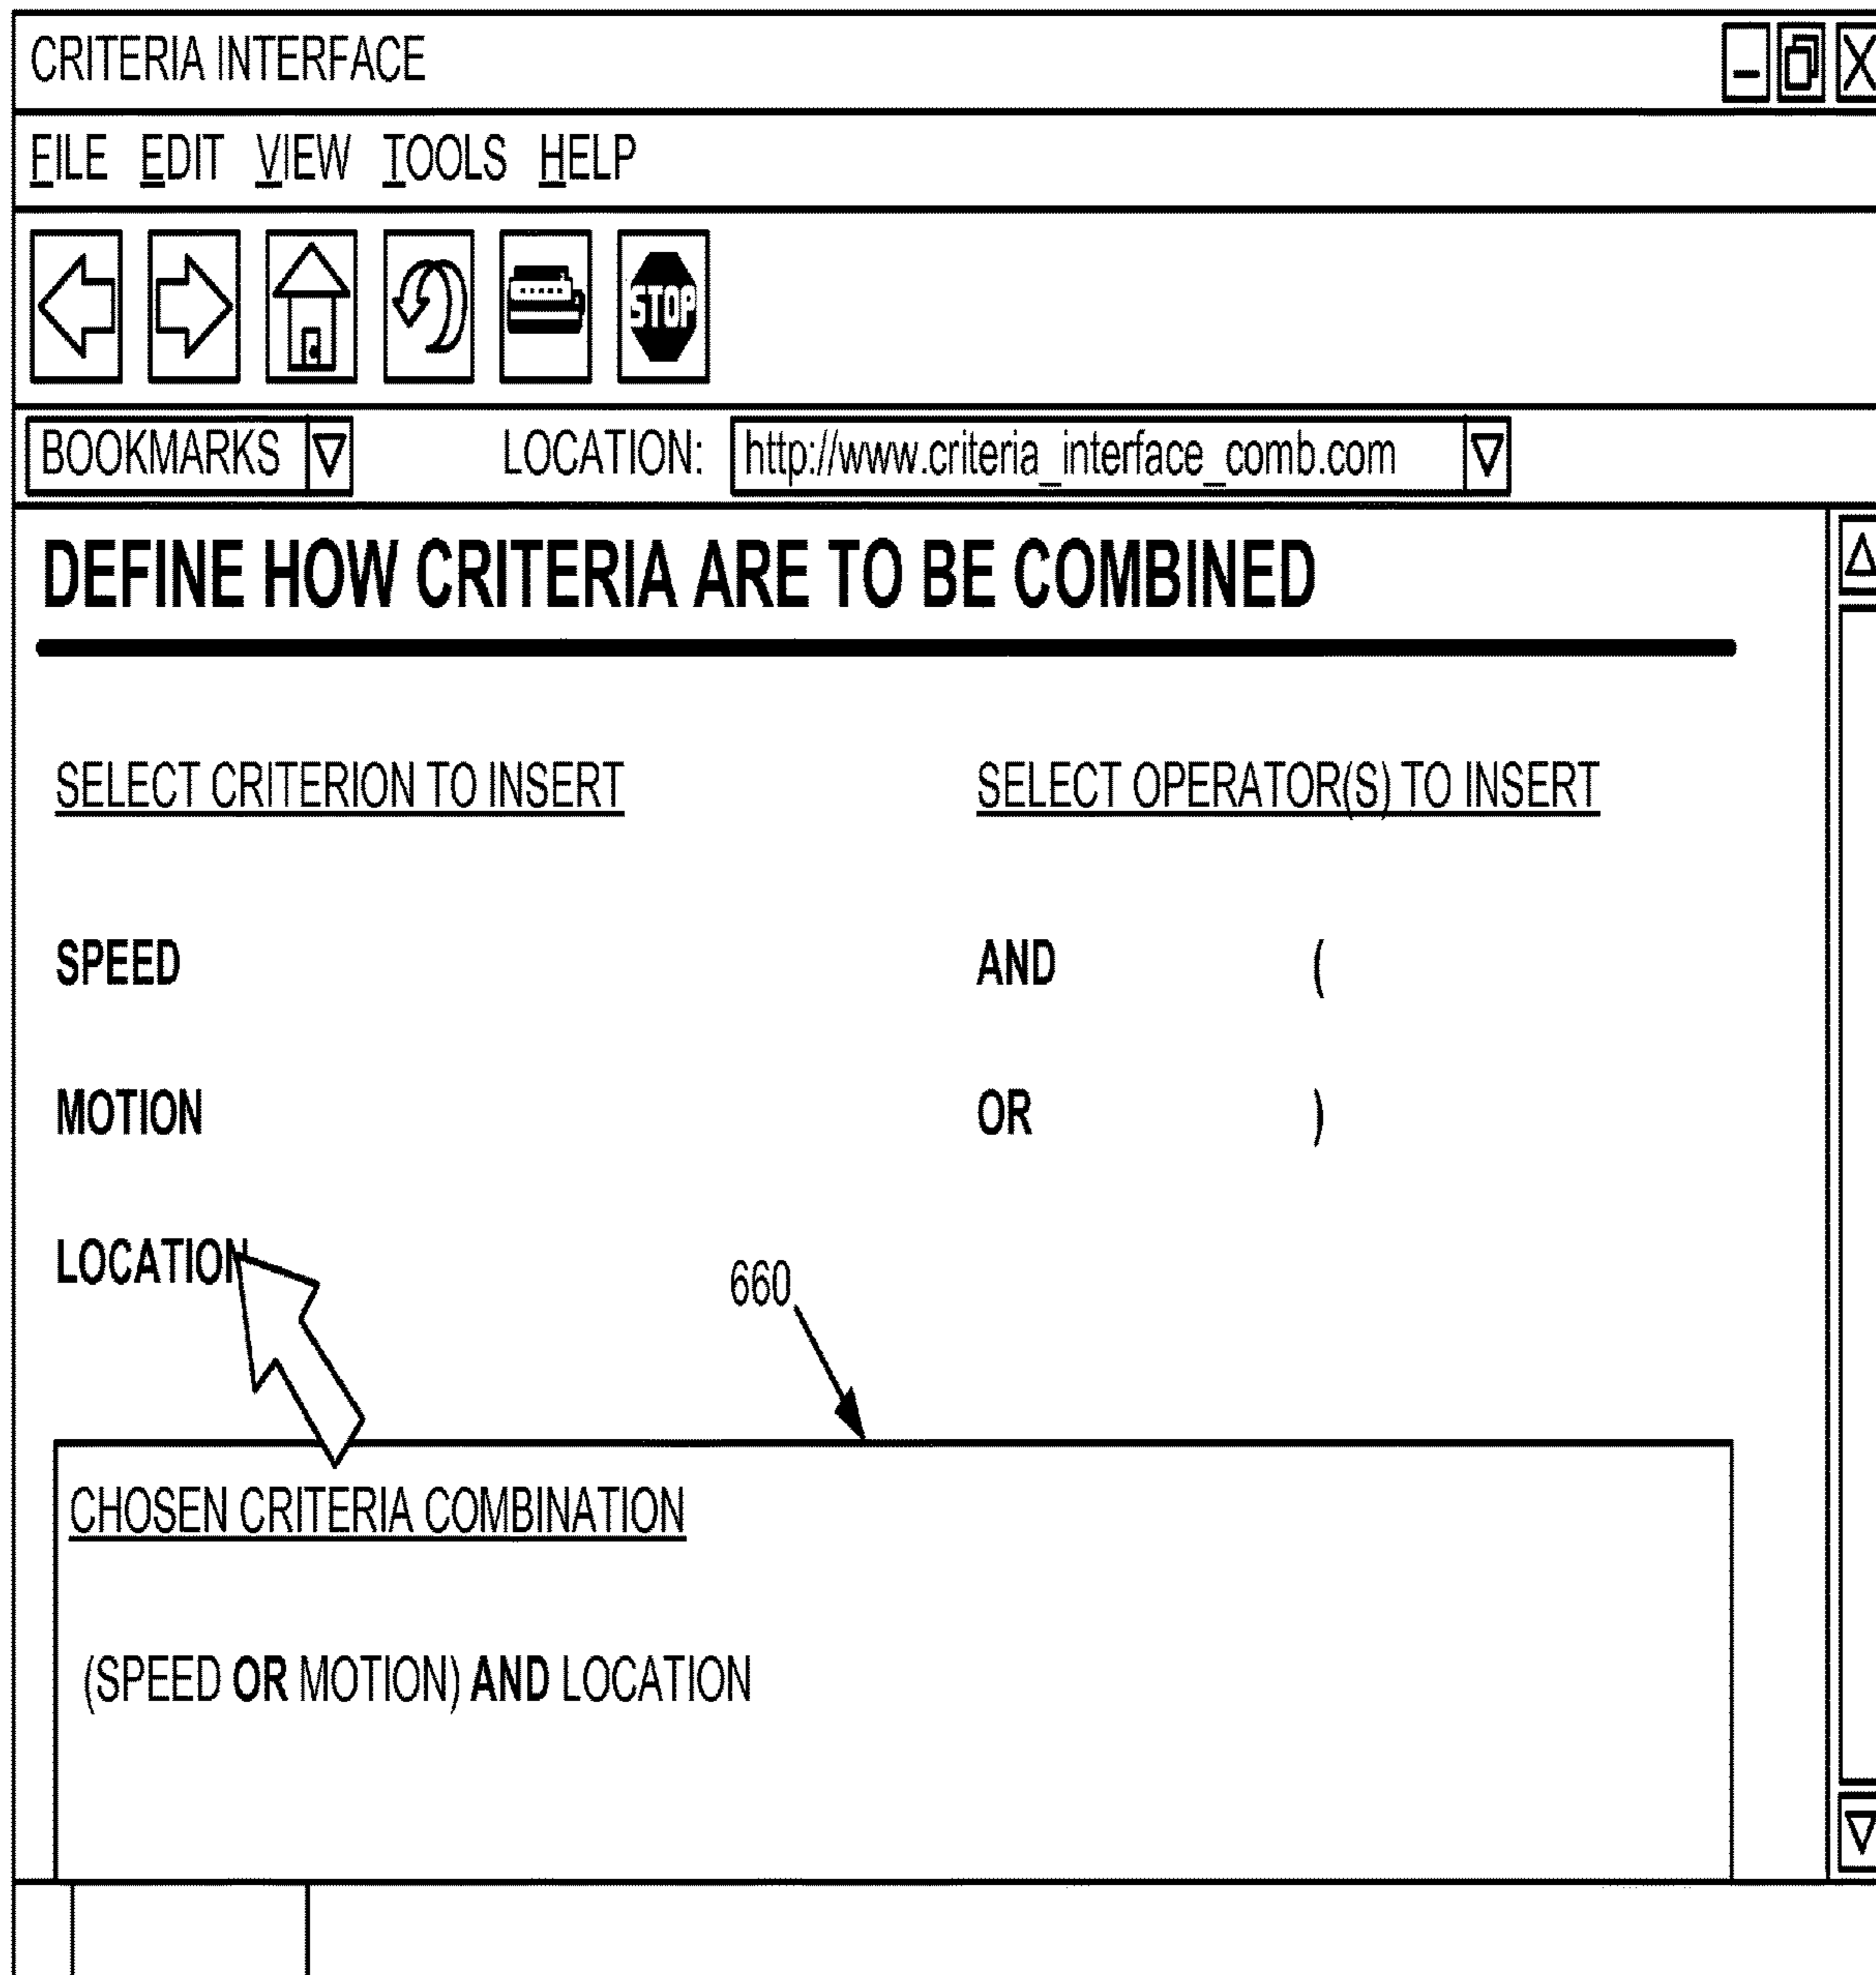 CRITERIA INTERFACE
FILE EDIT VIEW TOOLS HELP
STOP
BOOKMARKS LOCATION: http://www.criteria_interface_comb.com
DEFINE HOW CRITERIA ARE TO BE COMBINED
SELECT CRITERION TO INSERT SELECT OPERATOR(S) TO INSERT
SPEED AND (
MOTION OR )
LOCATION
660
CHOSEN CRITERIA COMBINATION
(SPEED OR MOTION) AND LOCATION